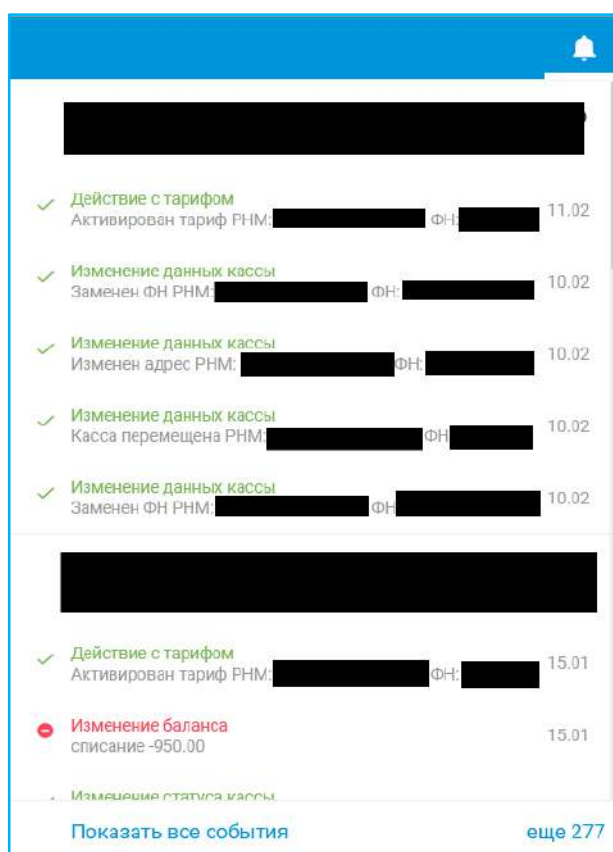 Действие с тарифом
Активирован тариф РНМ: ФН: 11.02
Изменение данных кассы
Заменен ФН РНМ: ФН: 10.02
Изменение данных кассы
Изменен адрес РНМ: ФН: 10.02
Изменение данных кассы
Касса перемещена РНМ: ФН 10.02
Изменение данных кассы
Заменен ФН РНМ: ФН 10.02
Действие с тарифом
Активирован тариф РНМ: ФН: 15.01
Изменение баланса
списание -950.00 15.01
Изменение статуса кассы
Показать все события еще 277